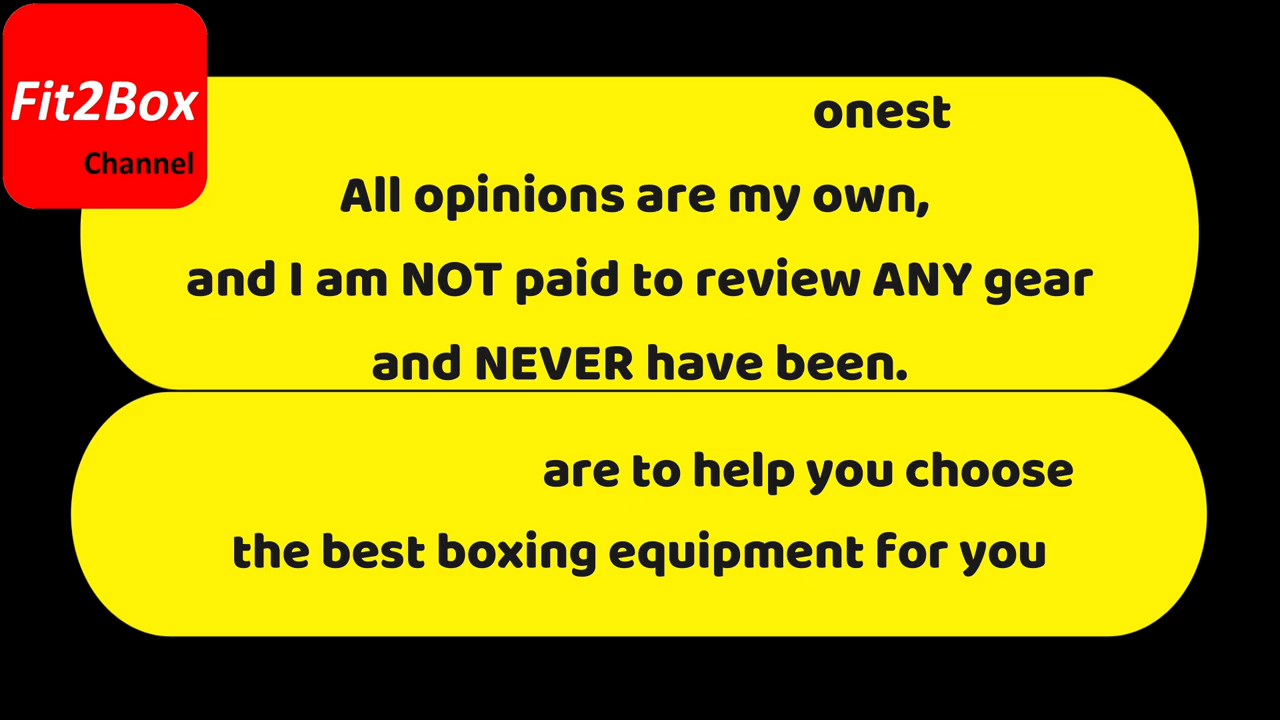 Fit2Box
Channel
onest
All opinions are my own,
and I am NOT paid to review ANY gear
and NEVER have been.
are to help you choose
the best boxing equipment for you